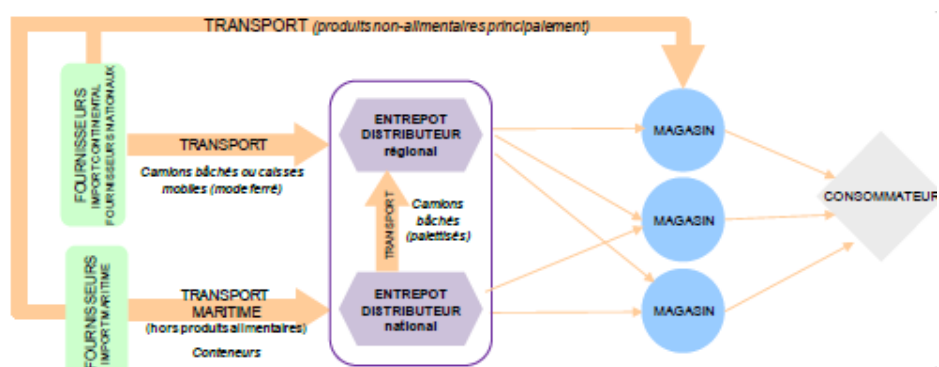 TRANSPORT (produits non-alimentaires principalement)
FOURNISSEURS
IMPORT CONTINENTAL
FOURNISSEURS NATIONAUX
TRANSPORT
Camions bâchés ou caisses
mobiles (mode ferré)
ENTREPOT
DISTRIBUTEUR
régional
TRANSPORT
Camions
bâchés
(palettisés)
MAGASIN
MAGASIN
MAGASIN
CONSOMMATEUR
FOURNISSEURS
IMPORT MARITIME
TRANSPORT
MARITIME
(hors produits alimentaires)
Conteneurs
ENTREPOT
DISTRIBUTEUR
national